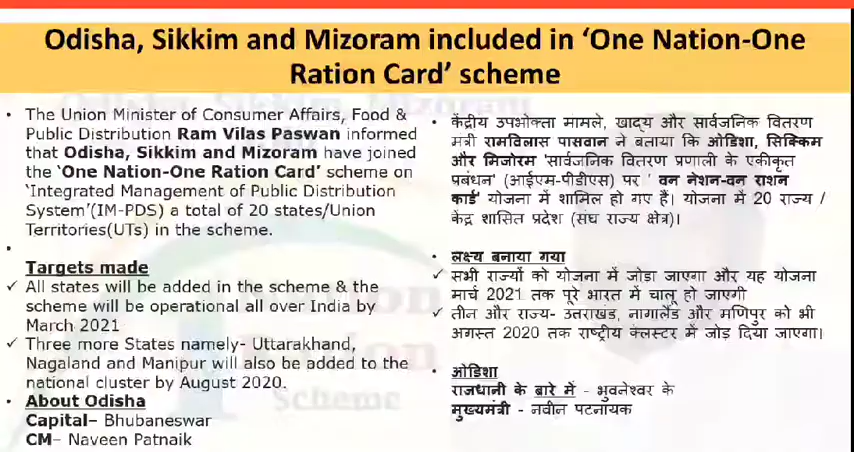 Odisha, Sikkim and Mizoram included in ‘One Nation-One
Ration Card’ scheme
• The Union Minister of Consumer Affairs, Food &
Public Distribution Ram Vilas Paswan informed
that Odisha, Sikkim and Mizoram have joined
the ‘One Nation-One Ration Card’ scheme on
‘Integrated Management of Public Distribution
System’(IM-PDS) a total of 20 states/Union
Territories(UTs) in the scheme.
•
Targets made
✓ All states will be added in the scheme & the
scheme will be operational all over India by
March 2021
✓ Three more States namely- Uttarakhand,
Nagaland and Manipur will also be added to the
national cluster by August 2020.
• About Odisha
Capital– Bhubaneswar
CM– Naveen Patnaik
• केंद्रीय उपभोक्ता मामले, खाद्य और सार्वजनिक वितरण
मंत्री रामविलास पासवान ने बताया कि ओडिशा, सिक्किम
और मिजोरम 'सार्वजनिक वितरण प्रणाली के एकीकृत
प्रबंधन' (आईएम-पीडीएस) पर ' वन नेशन-वन राशन
कार्ड' योजना में शामिल हो गए हैं। योजना में 20 राज्य /
केंद्र शासित प्रदेश (संघ राज्य क्षेत्र)।
• लक्ष्य बनाया गया
✓ सभी राज्यों को योजना में जोड़ा जाएगा और यह योजना
मार्च 2021 तक पूरे भारत में चालू हो जाएगी
✓ तीन और राज्य- उत्तराखंड, नागालैंड और मणिपुर को भी
अगस्त 2020 तक राष्ट्रीय क्लस्टर में जोड़ दिया जाएगा।
• ओडिशा
राजधानी के बारे में - भुवनेश्वर के
मुख्यमंत्री - नवीन पटनायक